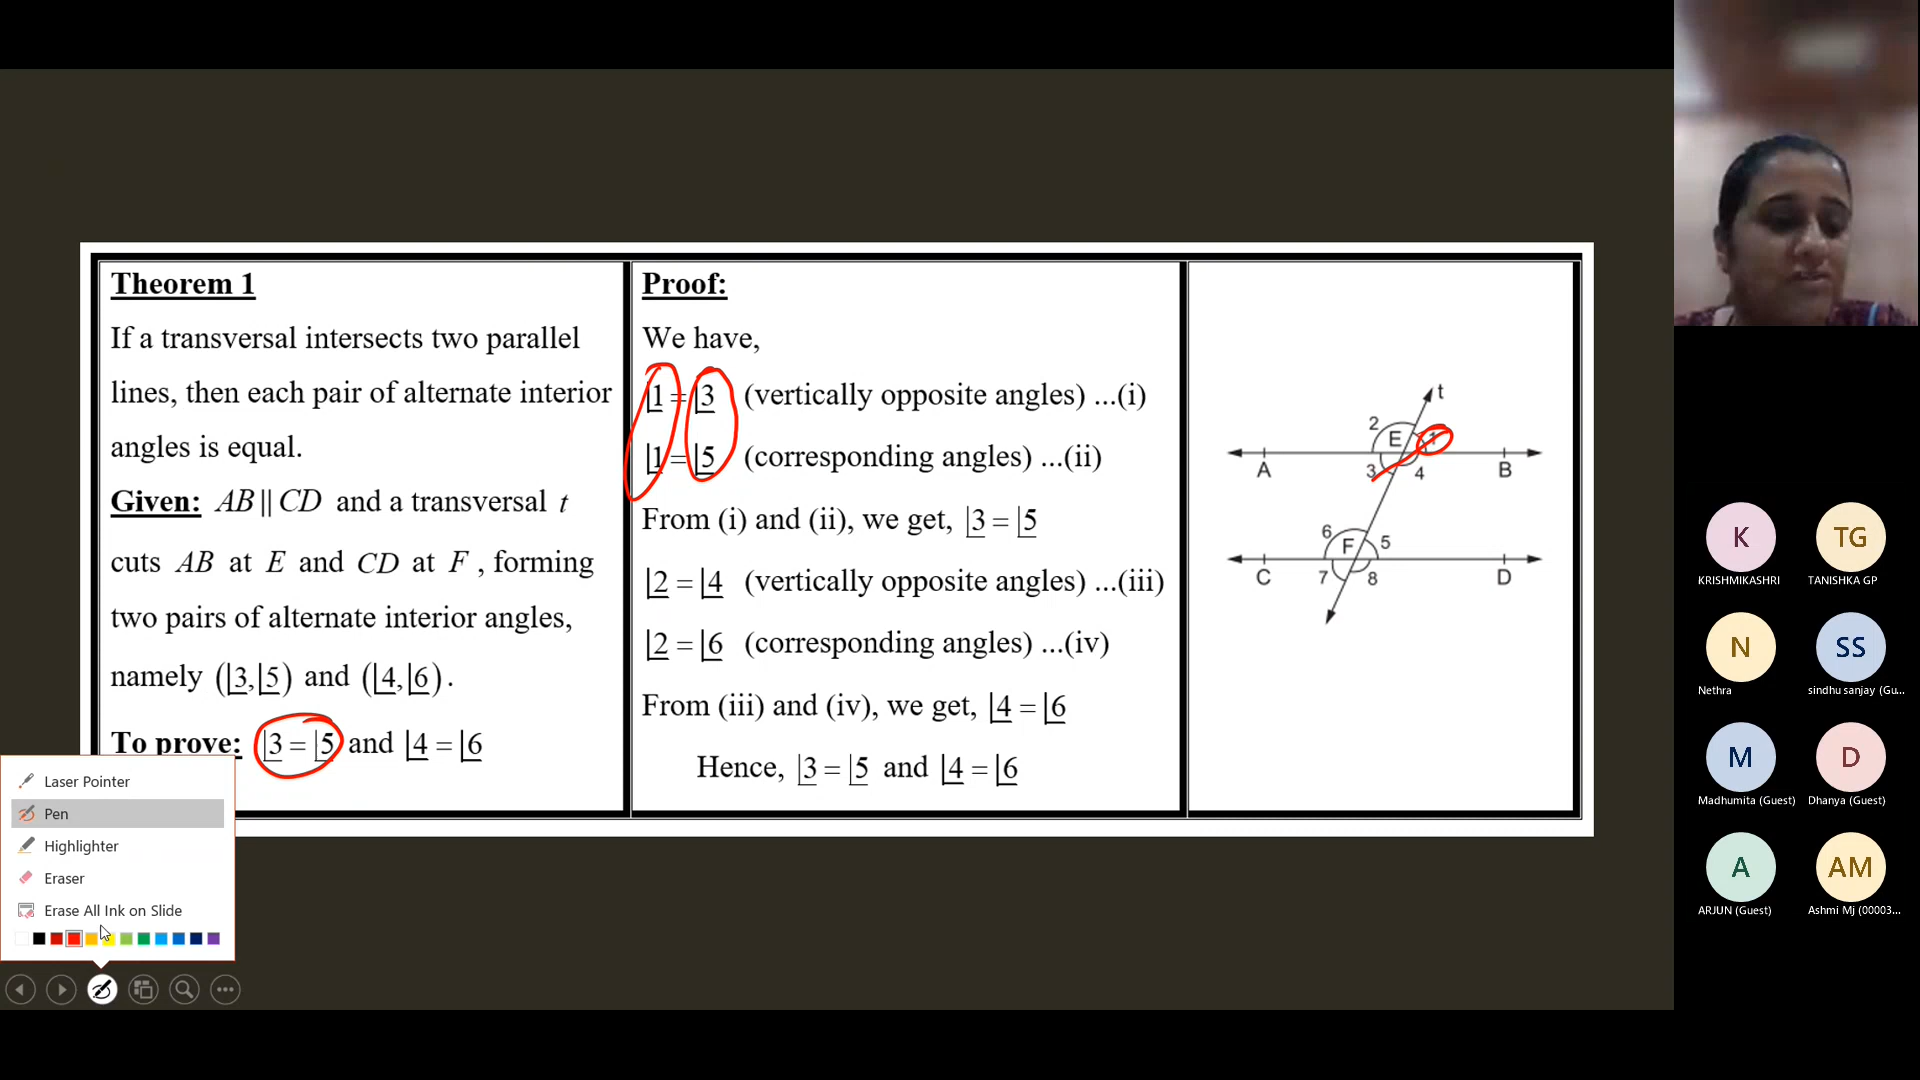 Theorem 1
If a transversal intersects two parallel
lines, then each pair of alternate interior
angles is equal.
Given: AB || CD and a transversal t
cuts AB at E and CD at F , forming
two pairs of alternate interior angles,
namely (⌊3,⌊5) and (⌊4,⌊6).
To prove: ⌊3 = ⌊5 and ⌊4 = ⌊6
Proof:
We have,
⌊1 = ⌊3 (vertically opposite angles) ...(i)
⌊1 = ⌊5 (corresponding angles) ...(ii)
From (i) and (ii), we get, ⌊3 = ⌊5
⌊2 = ⌊4 (vertically opposite angles) ...(iii)
⌊2 = ⌊6 (corresponding angles) ...(iv)
From (iii) and (iv), we get, ⌊4 = ⌊6
Hence, ⌊3 = ⌊5 and ⌊4 = ⌊6
t
2 E 1
A 3 4 B
6 F 5
C 7 8 D
Laser Pointer
Pen
Highlighter
Eraser
Erase All Ink on Slide
K TG
KRISHMIKASHRI TANISHKA GP
N SS
Nethra sindhu sanjay (Gu...
M D
Madhumita (Guest) Dhanya (Guest)
A AM
ARJUN (Guest) Ashmi Mj (00003...